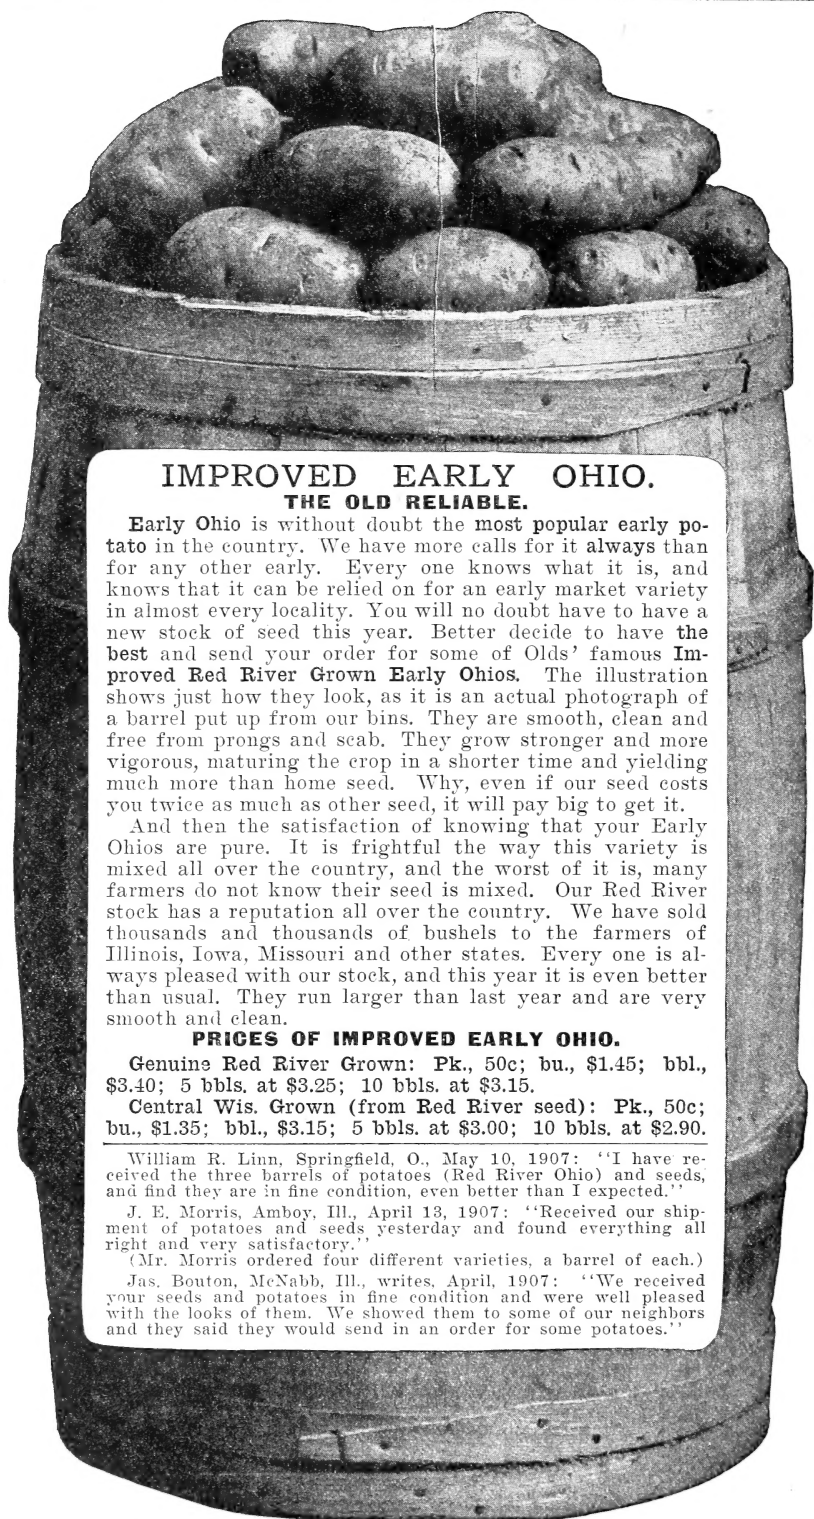 IMPROVED EARLY OHIO.
THE OLD RELIABLE.
Early Ohio is without doubt the most popular early po-
tato in the country. We have more calls for it always than
for any other early. Every one knows what it is, and
knows that it can be relied on for an early market variety
in almost every locality. You will no doubt have to have a
new stock of seed this year. Better decide to have the
best and send your order for some of Olds' famous Im-
proved Red River Grown Early Ohios. The illustration
shows just how they look, as it is an actual photograph of
a barrel put up from our bins. They are smooth, clean and
free from prongs and scab. They grow stronger and more
vigorous, maturing the crop in a shorter time and yielding
much more than home seed. Why, even if our seed costs
you twice as much as other seed, it will pay big to get it.
And then the satisfaction of knowing that your Early
Ohios are pure. It is frightful the way this variety is
mixed all over the country, and the worst of it is, many
farmers do not know their seed is mixed. Our Red River
stock has a reputation all over the country. We have sold
thousands and thousands of bushels to the farmers of
Illinois, Iowa, Missouri and other states. Every one is al-
ways pleased with our stock, and this year it is even better
than usual. They run larger than last year and are very
smooth and clean.
PRICES OF IMPROVED EARLY OHIO.
Genuine Red River Grown: Pk., 50c; bu., $1.45; bbl.,
$3.40; 5 bbls. at $3.25; 10 bbls. at $3.15.
Central Wis. Grown (from Red River seed): Pk., 50c;
bu., $1.35; bbl., $3.15; 5 bbls. at $3.00; 10 bbls. at $2.90.
William R. Linn, Springfield, O., May 10, 1907: "I have re-
ceived the three barrels of potatoes (Red River Ohio) and seeds,
and find they are in fine condition, even better than I expected."
J. E. Morris, Amboy, Ill., April 13, 1907: "Received our ship-
ment of potatoes and seeds yesterday and found everything all
right and very satisfactory."
(Mr. Morris ordered four different varieties, a barrel of each.)
Jas. Bouton, McNabb, Ill., writes, April, 1907: "We received
your seeds and potatoes in fine condition and were well pleased
with the looks of them. We showed them to some of our neighbors
and they said they would send in an order for some potatoes."